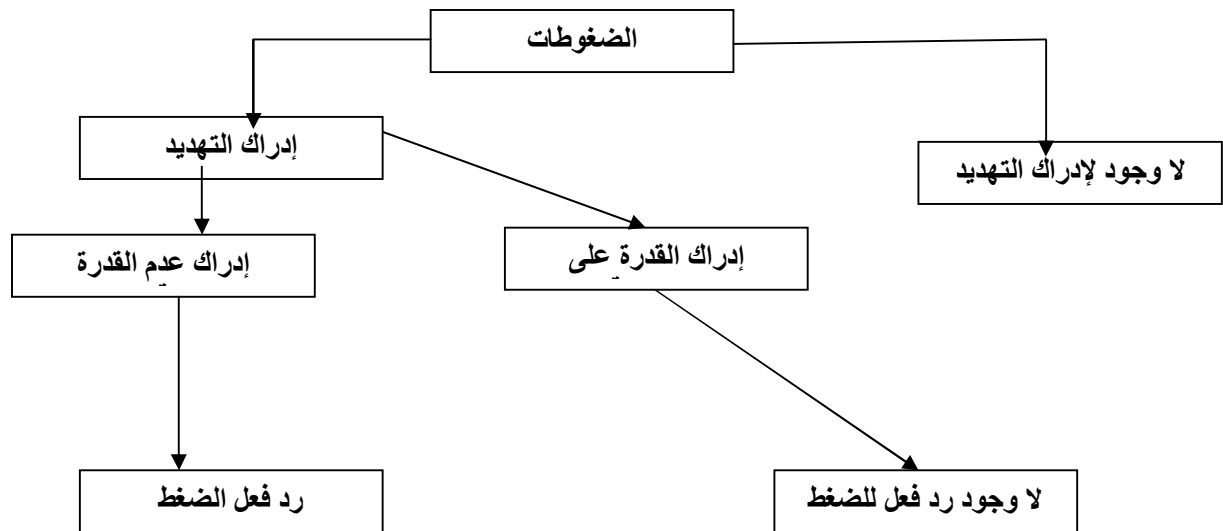 الضغوطات
إدراك التهديد
لا وجود لإدراك التهديد
إدراك عدم القدرة
إدراك القدرة على
رد فعل الضغط
لا وجود رد فعل للضغط